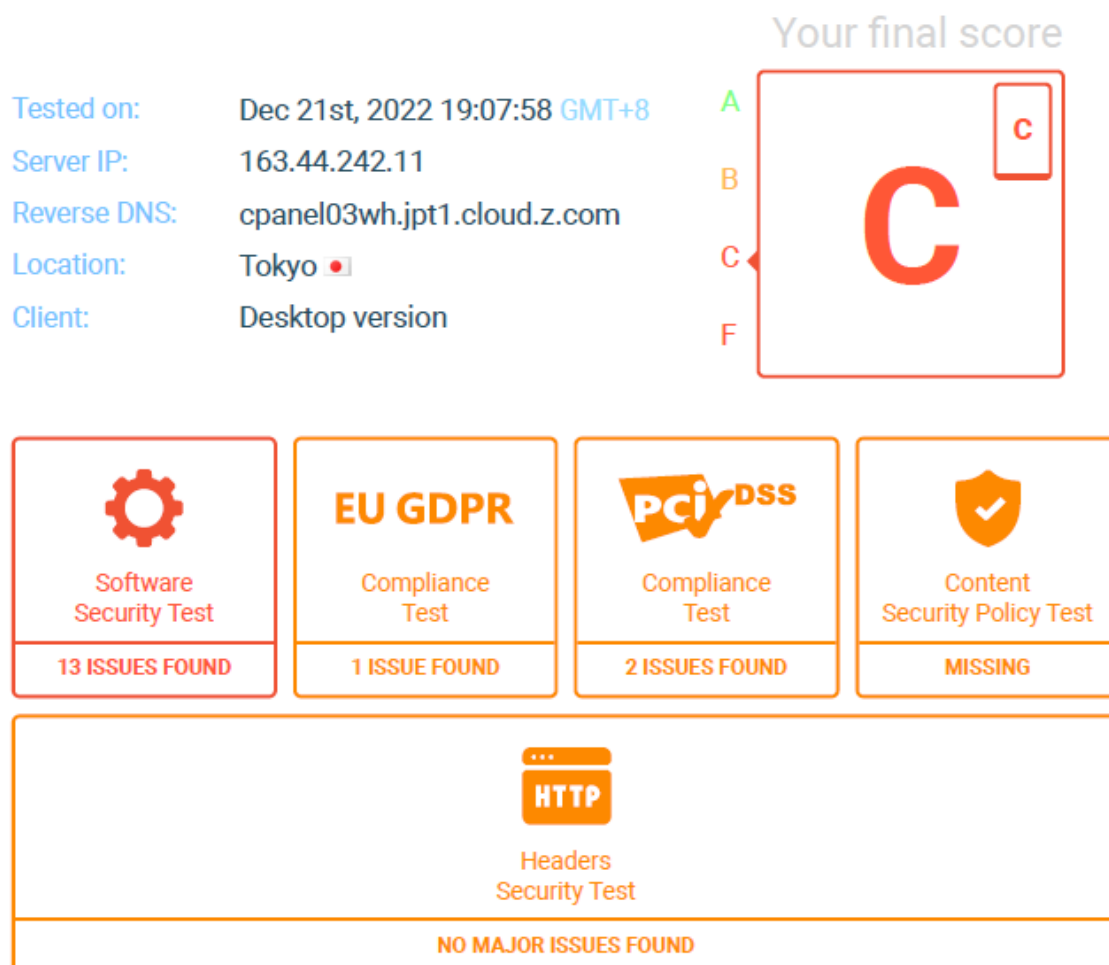 Your final score
Tested on: Dec 21st, 2022 19:07:58 GMT+8
Server IP: 163.44.242.11
Reverse DNS: cpanel03wh.jpt1.cloud.z.com
Location: Tokyo
Client: Desktop version
A
B
C
F
C
C
Software
Security Test
13 ISSUES FOUND
EU GDPR
Compliance
Test
1 ISSUE FOUND
PCI DSS
Compliance
Test
2 ISSUES FOUND
Content
Security Policy Test
MISSING
HTTP
Headers
Security Test
NO MAJOR ISSUES FOUND